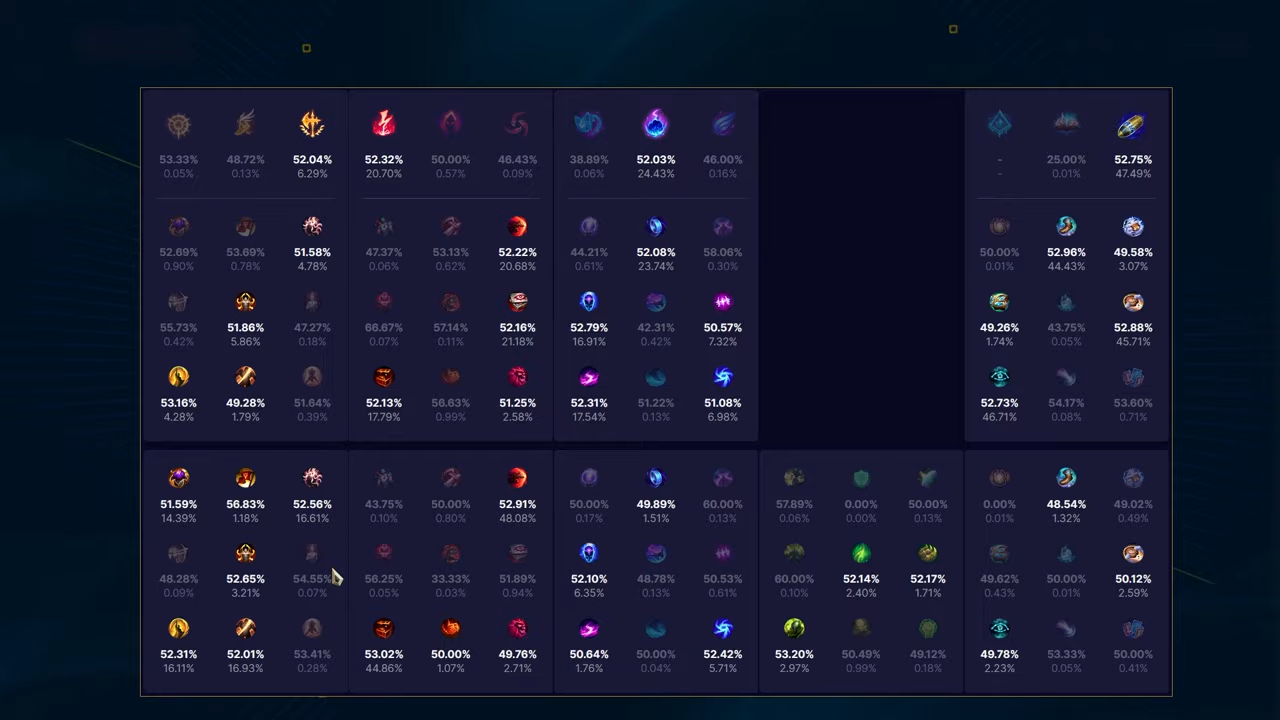 53.33% 48.72% 52.04% 52.32% 50.00% 46.43% 38.89% 52.03% 46.00% - 25.00% 52.75%
0.05% 0.13% 6.29% 20.70% 0.57% 0.09% 0.06% 24.43% 0.16% - 0.01% 47.49%
52.69% 53.69% 51.58% 47.37% 53.13% 52.22% 44.21% 52.08% 58.06% 50.00% 52.96% 49.58%
0.90% 0.78% 4.78% 0.06% 0.62% 20.68% 0.61% 23.74% 0.30% 0.01% 44.43% 3.07%
55.73% 51.86% 47.27% 66.67% 57.14% 52.16% 52.79% 42.31% 50.57% 49.26% 43.75% 52.88%
0.42% 5.86% 0.18% 0.07% 0.11% 21.18% 16.91% 0.42% 7.32% 1.74% 0.05% 45.71%
53.16% 49.28% 51.64% 52.13% 56.63% 51.25% 52.31% 51.22% 51.08% 52.73% 54.17% 53.60%
4.28% 1.79% 0.39% 17.79% 0.99% 2.58% 17.54% 0.13% 6.98% 46.71% 0.08% 0.71%
51.59% 56.83% 52.56% 43.75% 50.00% 52.91% 50.00% 49.89% 60.00% 57.89% 0.00% 50.00% 0.00% 48.54% 49.02%
14.39% 1.18% 16.61% 0.10% 0.80% 48.08% 0.17% 1.51% 0.13% 0.06% 0.00% 0.13% 0.01% 1.32% 0.49%
48.28% 52.65% 54.55% 56.25% 33.33% 51.89% 52.10% 48.78% 50.53% 60.00% 52.14% 52.17% 49.62% 50.00% 50.12%
0.09% 3.21% 0.07% 0.05% 0.03% 0.94% 6.35% 0.13% 0.61% 0.10% 2.40% 1.71% 0.43% 0.01% 2.59%
52.31% 52.01% 53.41% 53.02% 50.00% 49.76% 50.64% 50.00% 52.42% 53.20% 50.49% 49.12% 49.78% 53.33% 50.00%
16.11% 16.93% 0.28% 44.86% 1.07% 2.71% 1.76% 0.04% 5.71% 2.97% 0.99% 0.18% 2.23% 0.05% 0.41%